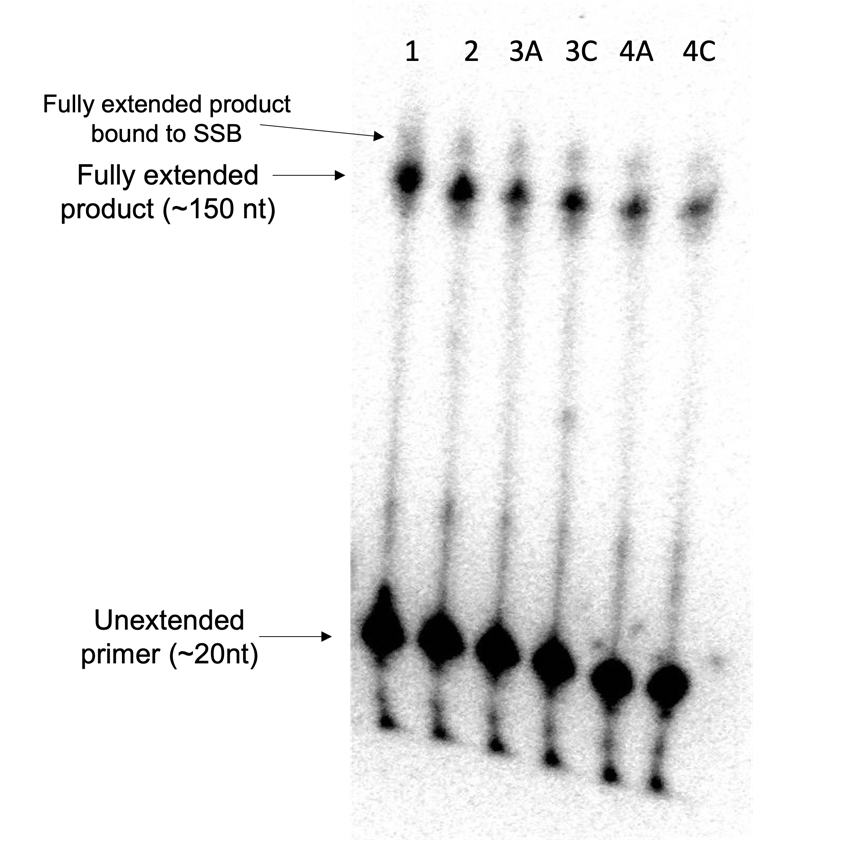 1 2 3A 3C 4A 4C
Fully extended product
bound to SSB
Fully extended
product (~150 nt)
Unextended
primer (~20nt)